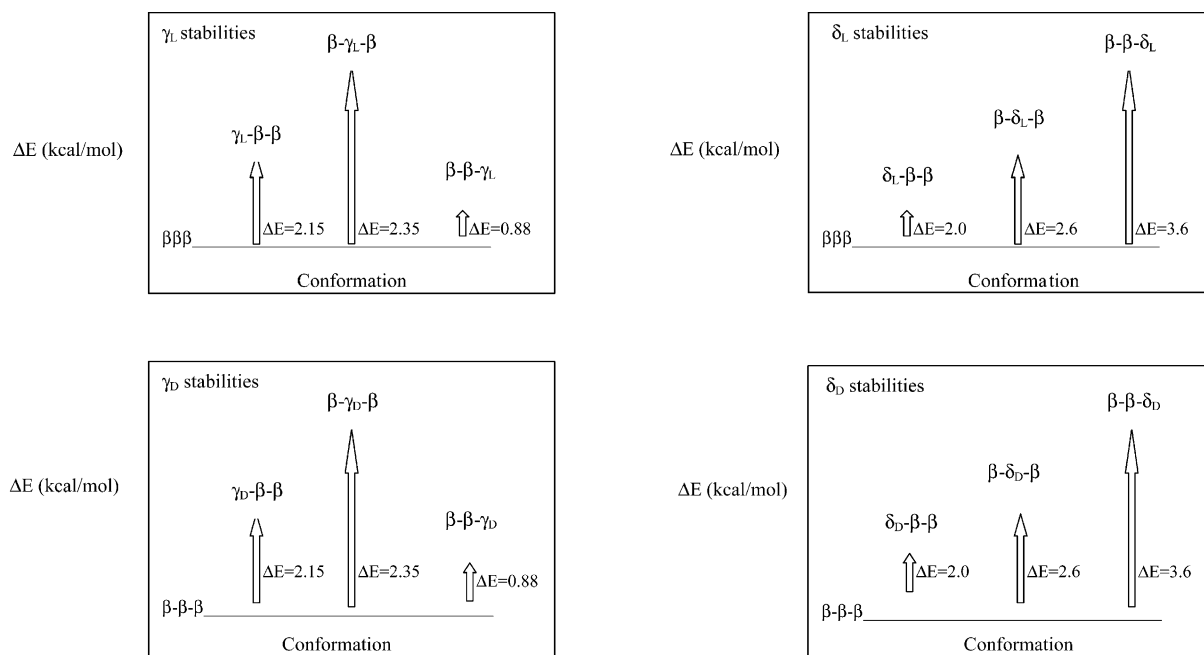 γL stabilities
β-γL-β
γL-β-β
β-β-γL
ΔE (kcal/mol)
ΔE=2.15
ΔE=2.35
ΔE=0.88
βββ
Conformation
δL stabilities
β-β-δL
β-δL-β
δL-β-β
ΔE (kcal/mol)
ΔE=2.0
ΔE=2.6
ΔE=3.6
βββ
Conformation
γD stabilities
β-γD-β
γD-β-β
β-β-γD
ΔE (kcal/mol)
ΔE=2.15
ΔE=2.35
ΔE=0.88
β-β-β
Conformation
δD stabilities
β-β-δD
β-δD-β
δD-β-β
ΔE (kcal/mol)
ΔE=2.0
ΔE=2.6
ΔE=3.6
β-β-β
Conformation